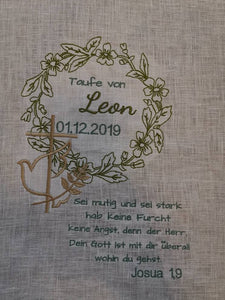 Taufe von
Leon
01.12.2019
Sei mutig und sei stark
hab keine Furcht
keine Angst, denn der Herr,
Dein Gott ist mit dir überall
wohin du gehst.
Josua 1,9